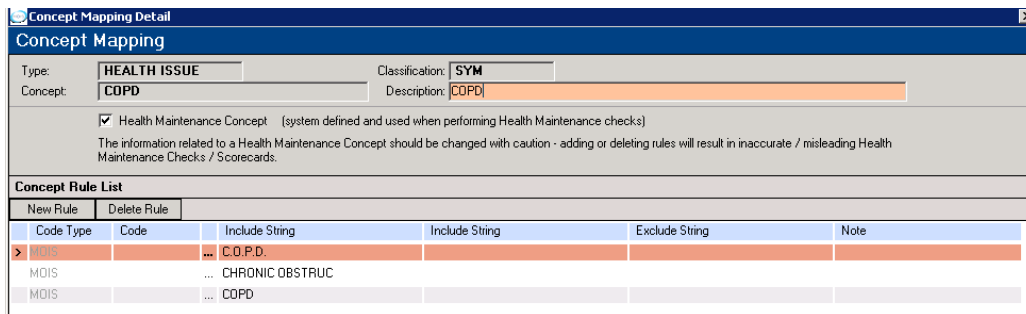 Concept Mapping Detail
Concept Mapping
Type: HEALTH ISSUE Classification: SYM
Concept: COPD Description: COPD
Health Maintenance Concept (system defined and used when performing Health Maintenance checks)
The information related to a Health Maintenance Concept should be changed with caution - adding or deleting rules will result in inaccurate / misleading Health
Maintenance Checks / Scorecards.
Concept Rule List
New Rule Delete Rule
Code Type Code Include String Include String Exclude String Note
> MOIS ... C.O.P.D.
MOIS ... CHRONIC OBSTRUC
MOIS ... COPD